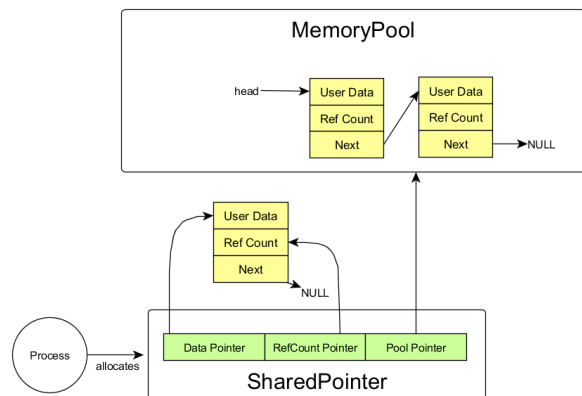 MemoryPool
head
User Data
Ref Count
Next
User Data
Ref Count
Next
NULL
User Data
Ref Count
Next
NULL
Process
allocates
Data Pointer
RefCount Pointer
Pool Pointer
SharedPointer